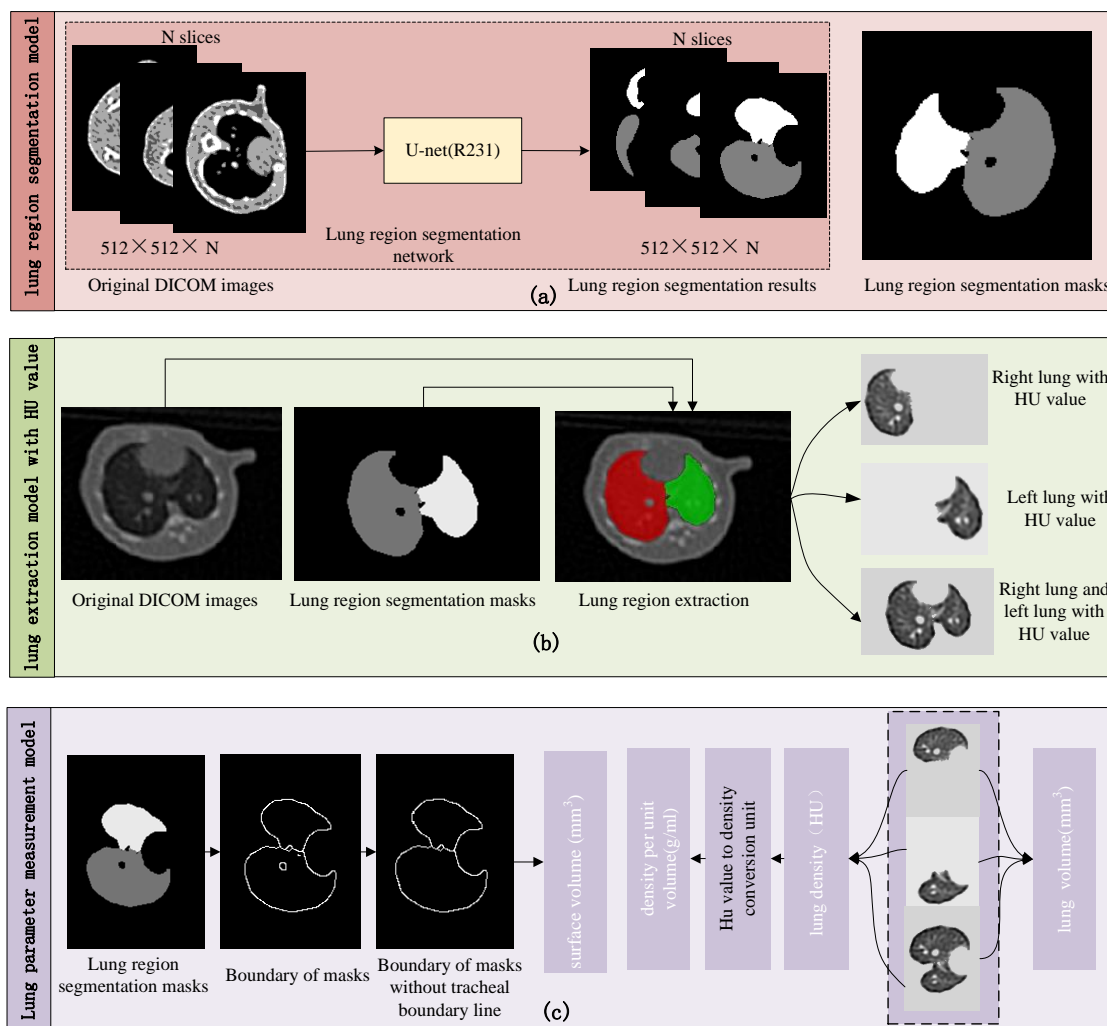 lung region segmentation model
N slices
N slices
U-net(R231)
512×512× N
Lung region segmentation
network
512×512× N
Original DICOM images
(a)
Lung region segmentation results
Lung region segmentation masks
lung extraction model with HU value
Right lung with
HU value
Left lung with
HU value
Right lung and
left lung with
HU value
Original DICOM images
Lung region segmentation masks
Lung region extraction
(b)
Lung parameter measurement model
surface volume (mm³)
density per unit
volume(g/ml)
Hu value to density
conversion unit
lung density（HU）
lung volume(mm³)
Lung region
segmentation masks
Boundary of masks
Boundary of masks
without tracheal
boundary line
(c)